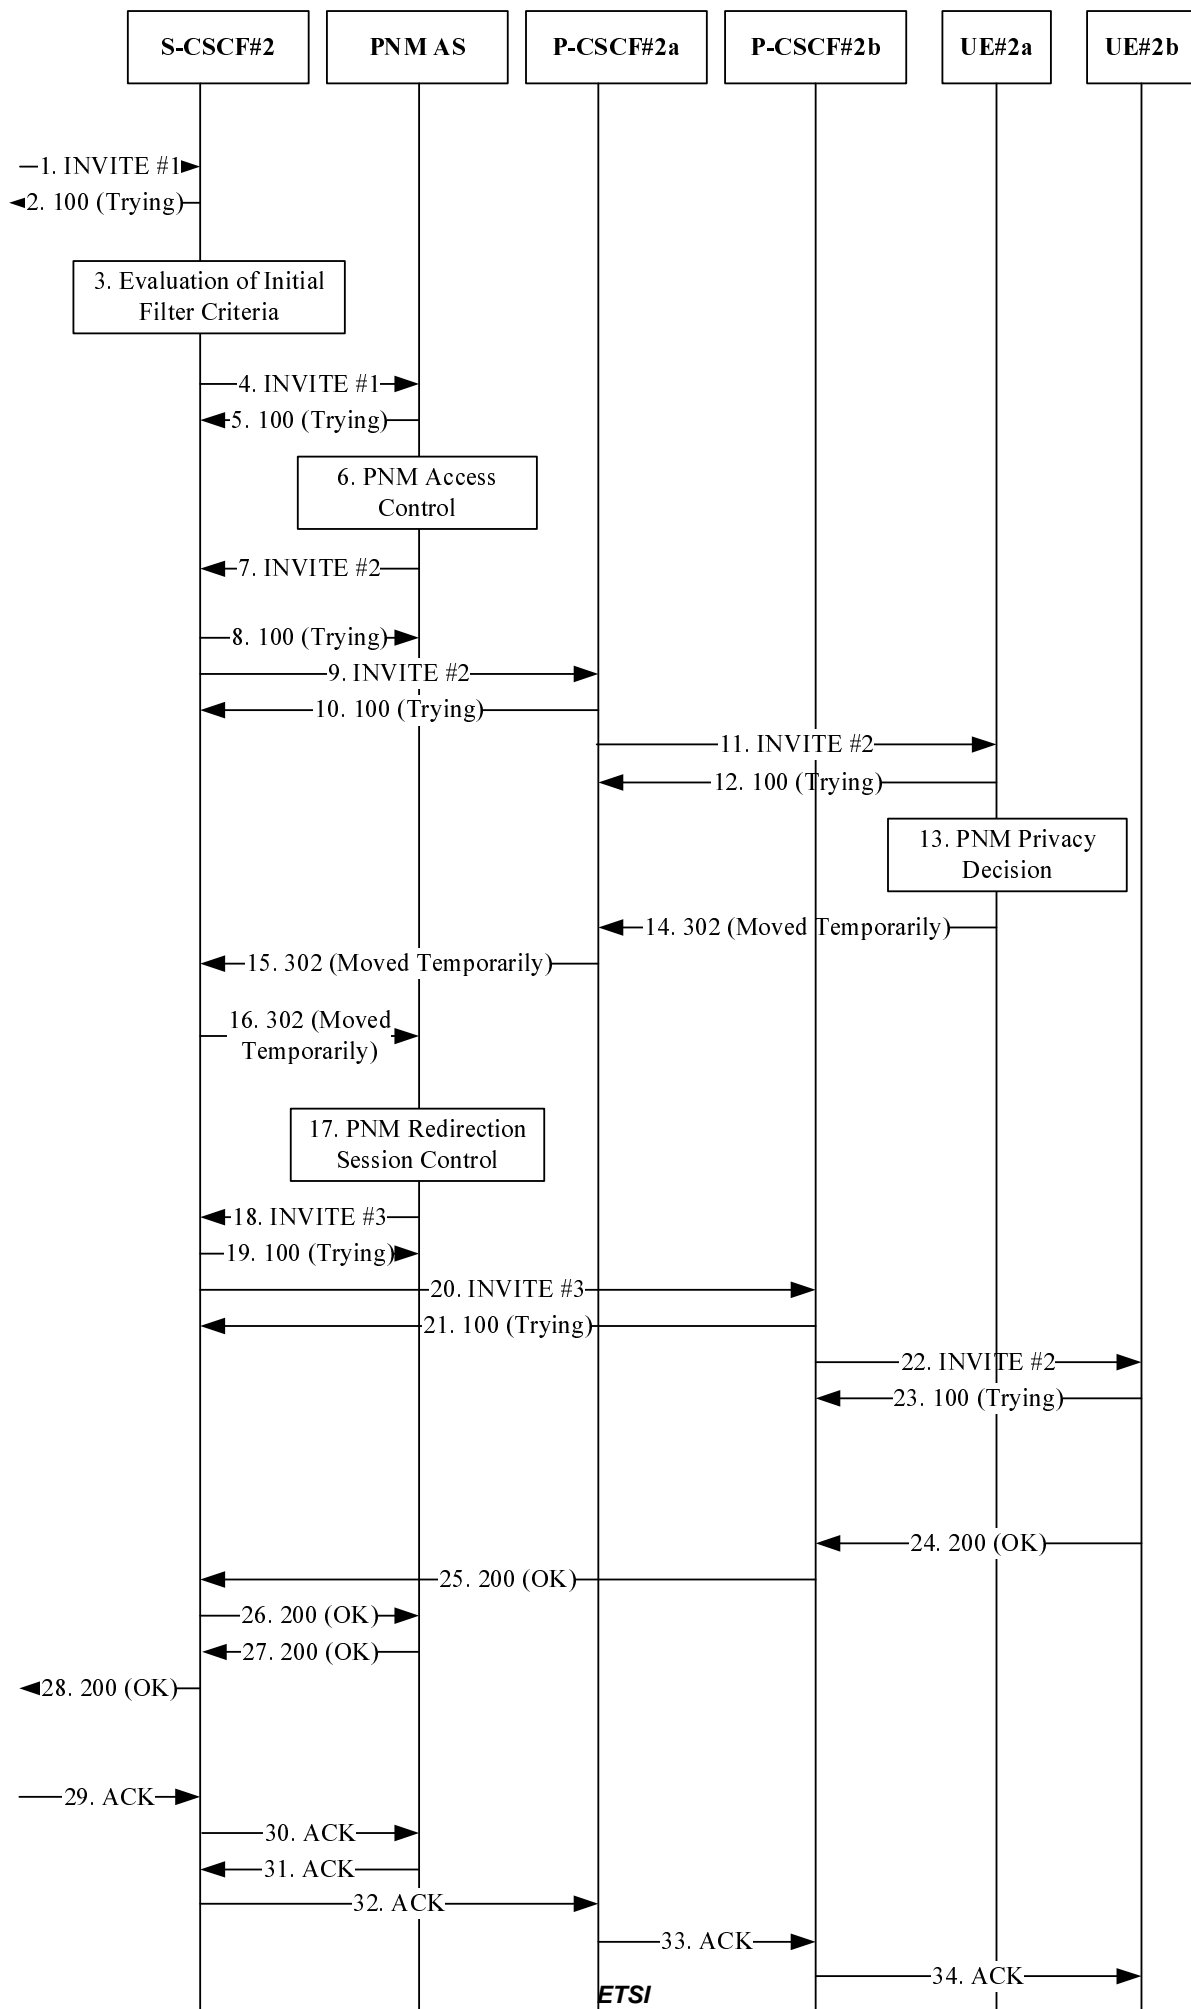 S-CSCF#2
PNM AS
P-CSCF#2a
P-CSCF#2b
UE#2a
UE#2b
1. INVITE #1
2. 100 (Trying)
3. Evaluation of Initial
Filter Criteria
4. INVITE #1
5. 100 (Trying)
6. PNM Access
Control
7. INVITE #2
8. 100 (Trying)
9. INVITE #2
10. 100 (Trying)
11. INVITE #2
12. 100 (Trying)
13. PNM Privacy
Decision
14. 302 (Moved Temporarily)
15. 302 (Moved Temporarily)
16. 302 (Moved
Temporarily)
17. PNM Redirection
Session Control
18. INVITE #3
19. 100 (Trying)
20. INVITE #3
21. 100 (Trying)
22. INVITE #2
23. 100 (Trying)
24. 200 (OK)
25. 200 (OK)
26. 200 (OK)
27. 200 (OK)
28. 200 (OK)
29. ACK
30. ACK
31. ACK
32. ACK
33. ACK
34. ACK
ETSI